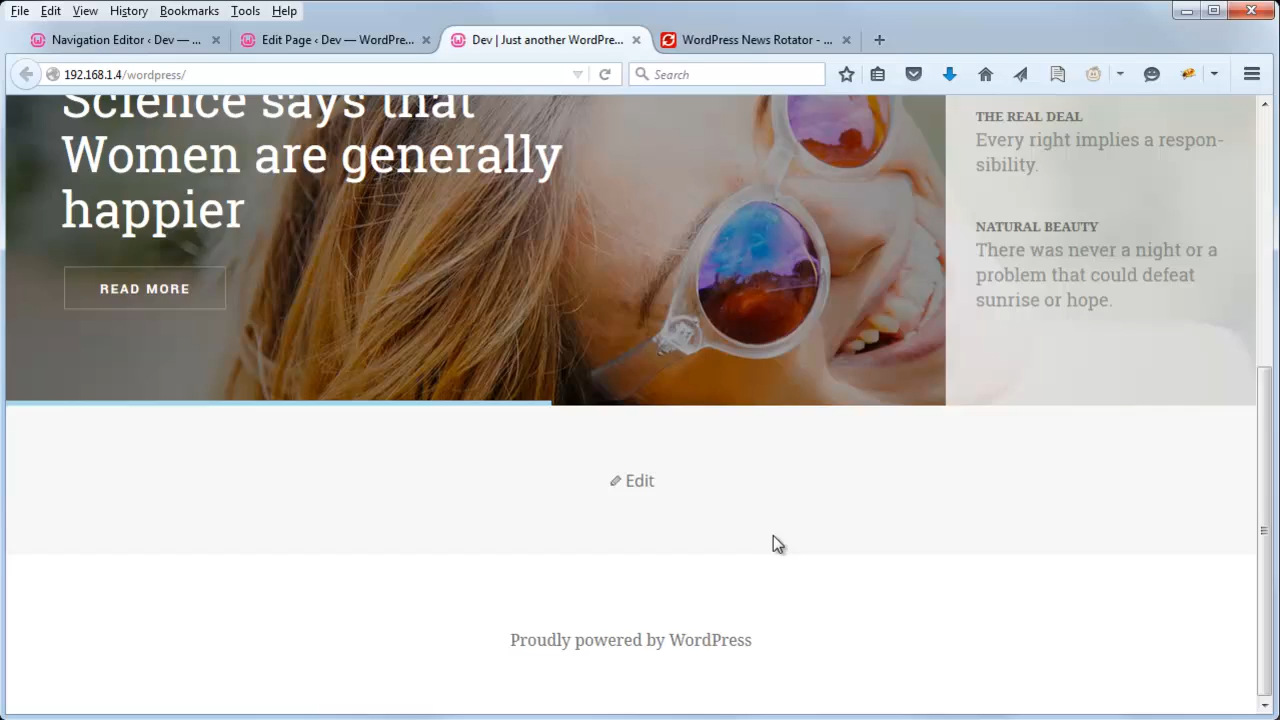 File Edit View History Bookmarks Tools Help
Navigation Editor ‹ Dev — ...
Edit Page ‹ Dev — WordPre...
Dev | Just another WordPre...
WordPress News Rotator - ...
192.168.1.4/wordpress/
Search
Science says that
Women are generally
happier
READ MORE
THE REAL DEAL
Every right implies a respon-
sibility.
NATURAL BEAUTY
There was never a night or a
problem that could defeat
sunrise or hope.
Edit
Proudly powered by WordPress